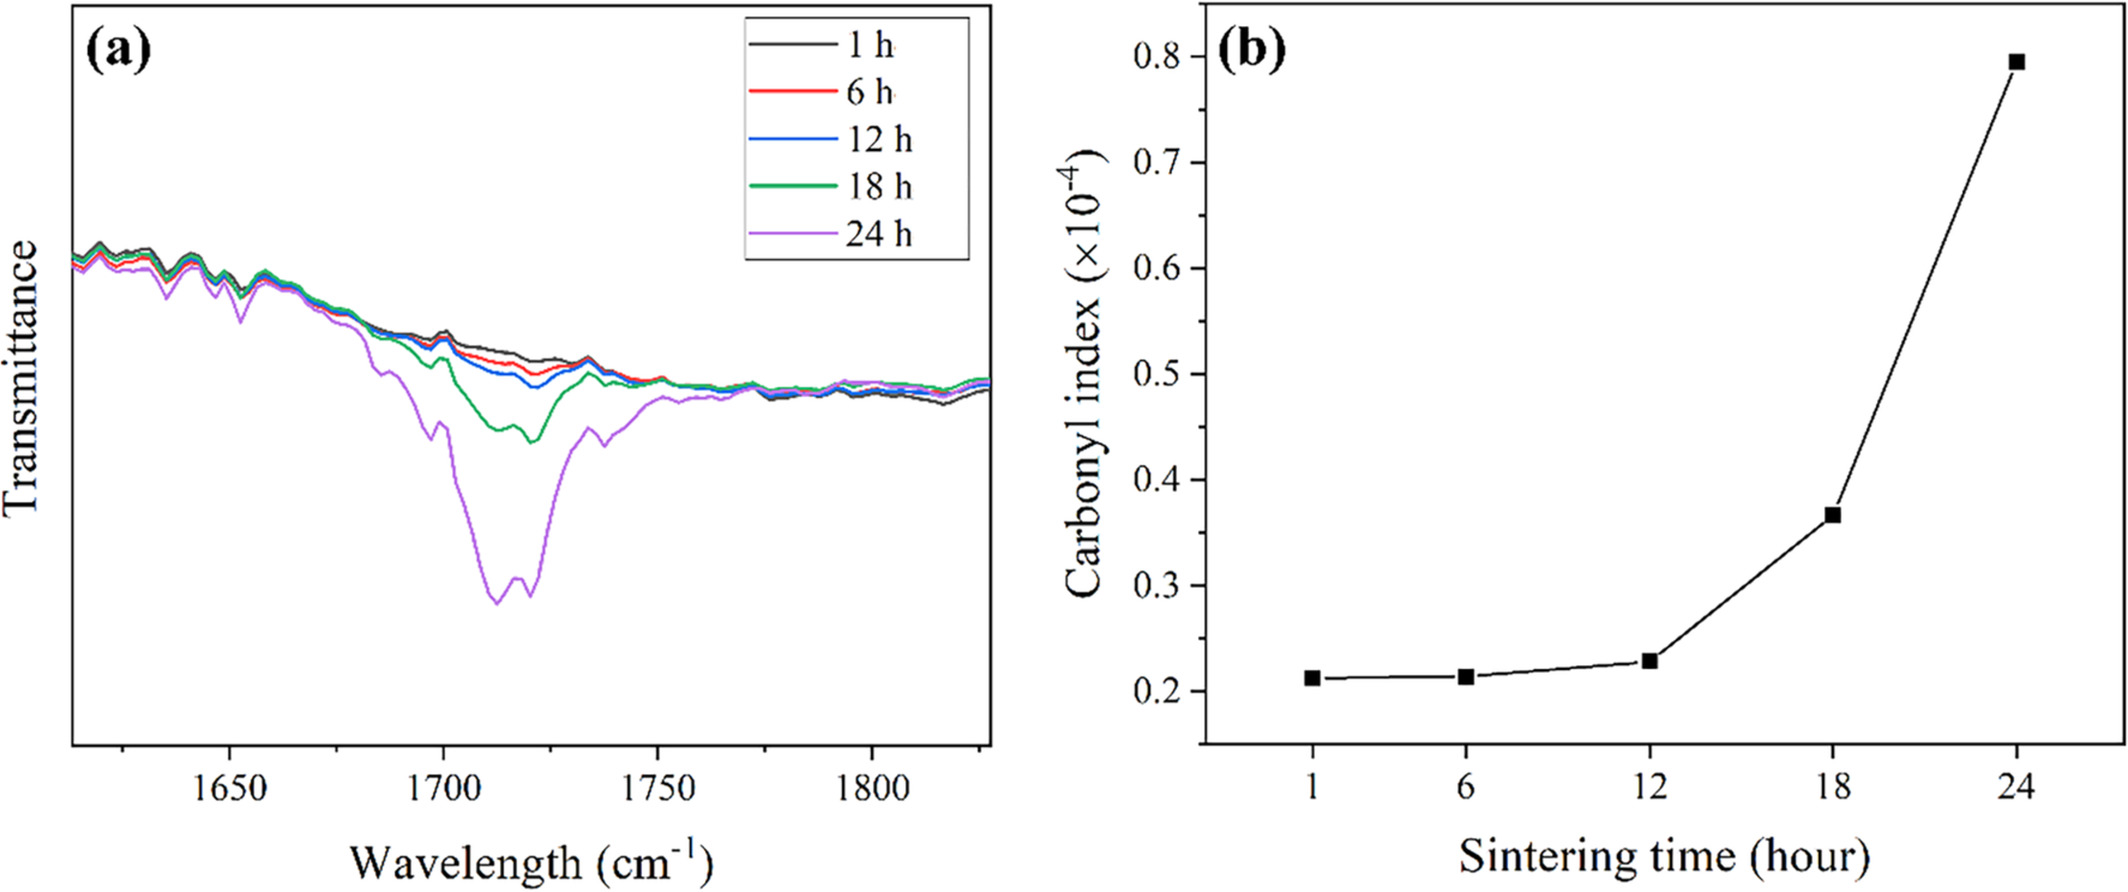 (a)
1 h
6 h
12 h
18 h
24 h
Transmittance
1650 1700 1750 1800
Wavelength (cm⁻¹)
(b)
0.8
0.7
0.6
0.5
0.4
0.3
0.2
Carbonyl index (×10⁻⁴)
1 6 12 18 24
Sintering time (hour)